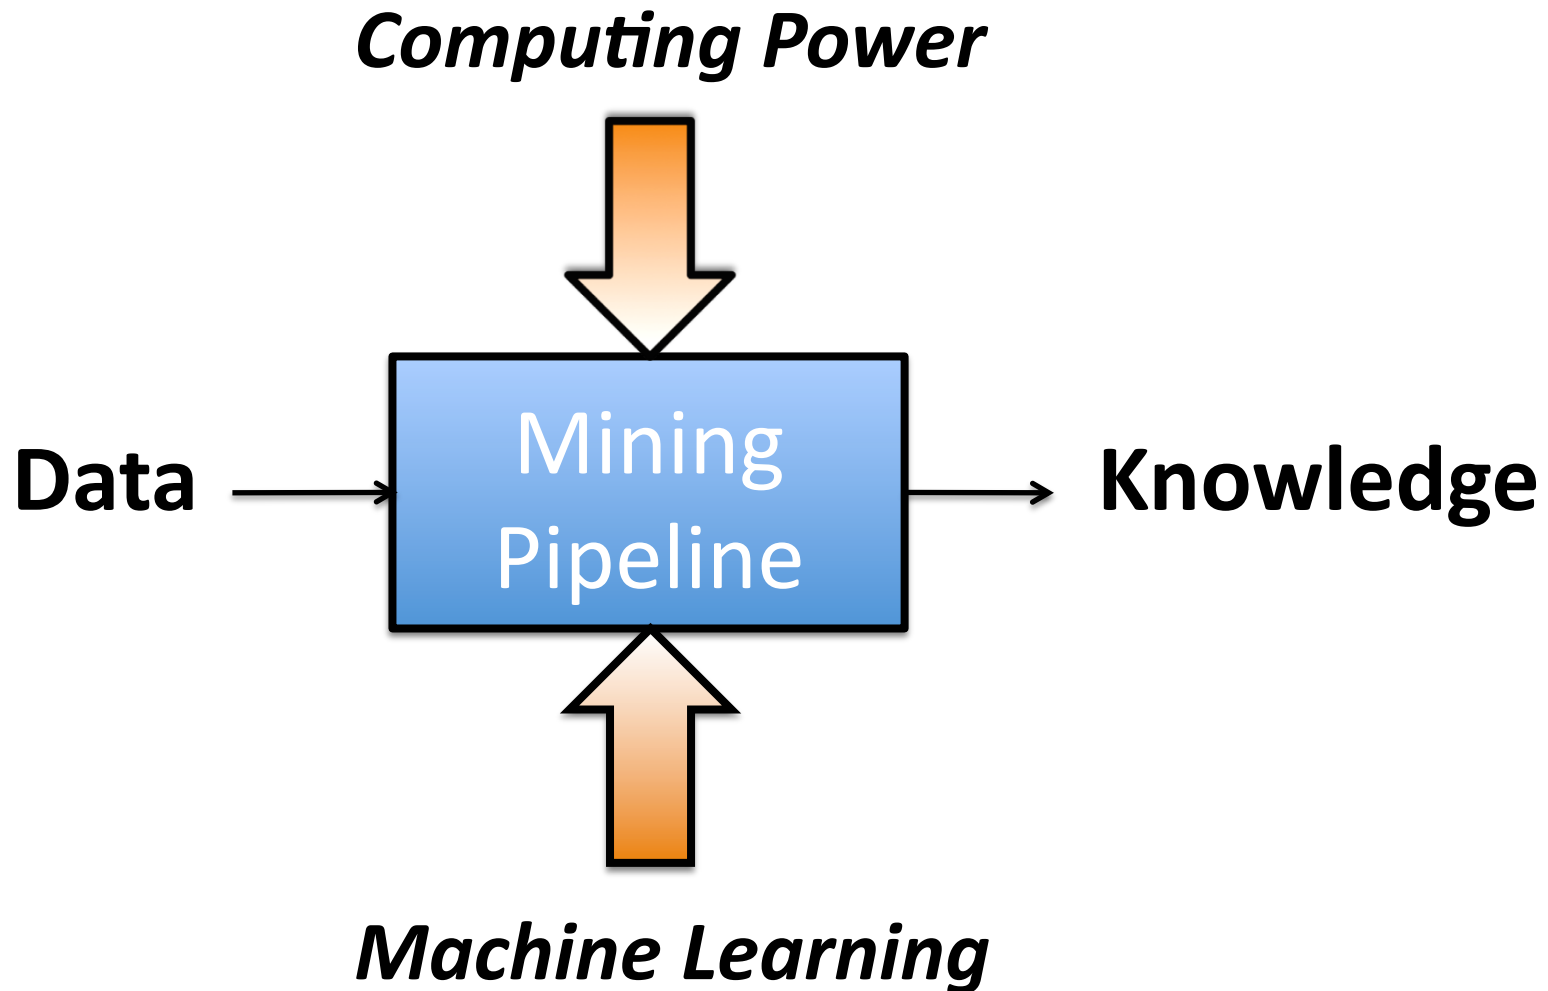 Computing Power
Data
Mining
Pipeline
Knowledge
Machine Learning